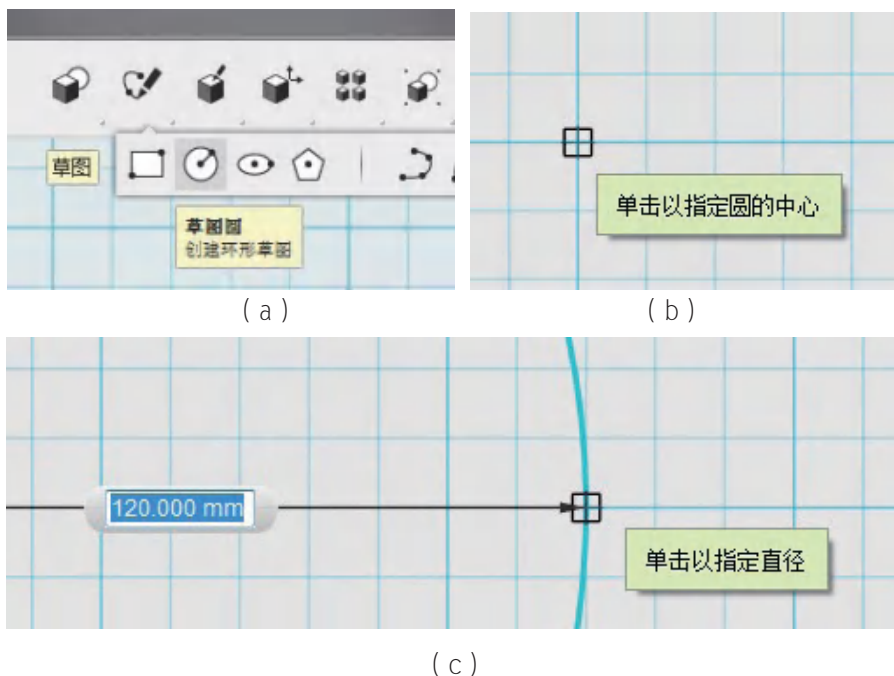 草图
草图圆
创建环形草图
单击以指定圆的中心
(a)
(b)
120.000 mm
单击以指定直径
(c)